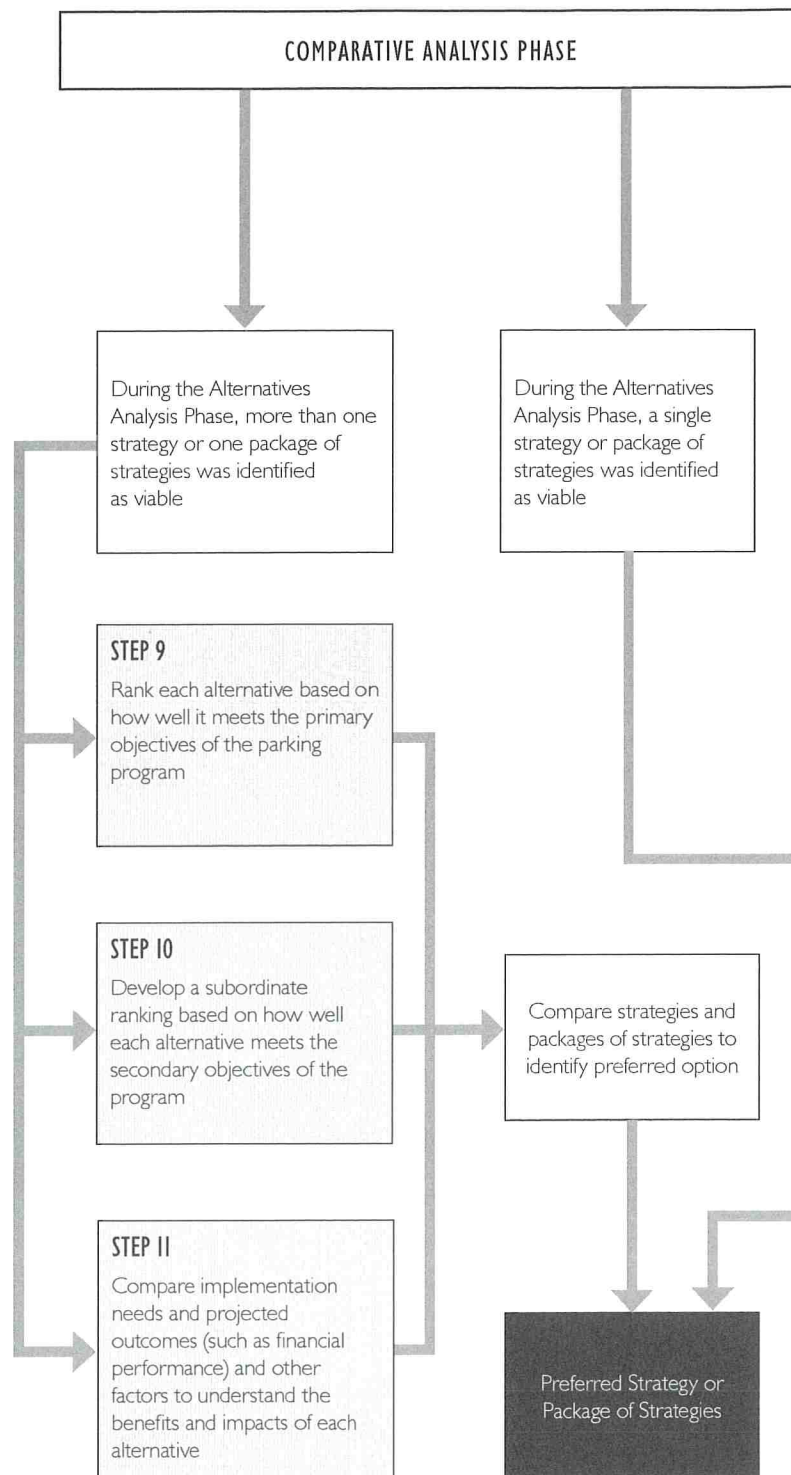 COMPARATIVE ANALYSIS PHASE
During the Alternatives
Analysis Phase, more than one
strategy or one package of
strategies was identified
as viable
During the Alternatives
Analysis Phase, a single
strategy or package of
strategies was identified
as viable
STEP 9
Rank each alternative based on
how well it meets the primary
objectives of the parking
program
STEP 10
Develop a subordinate
ranking based on how well
each alternative meets the
secondary objectives of the
program
STEP 11
Compare implementation
needs and projected
outcomes (such as financial
performance) and other
factors to understand the
benefits and impacts of each
alternative
Compare strategies and
packages of strategies to
identify preferred option
Preferred Strategy or
Package of Strategies